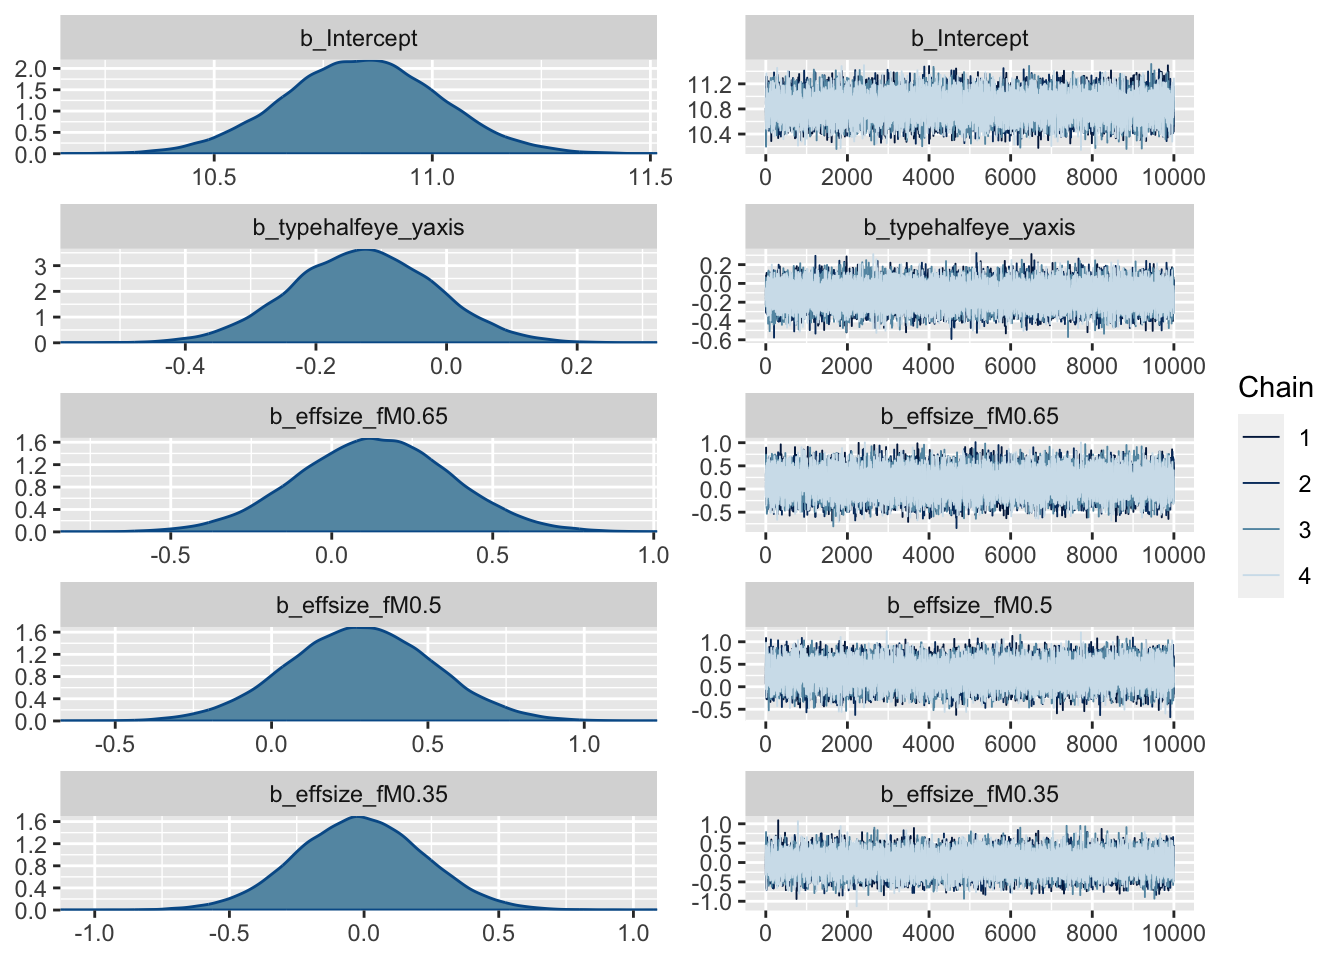 b_Intercept
2.0
1.5
1.0
0.5
0.0
10.5 11.0 11.5
b_Intercept
11.2
10.8
10.4
0 2000 4000 6000 8000 10000
b_typehalfeye_yaxis
3
2
1
0
-0.4 -0.2 0.0 0.2
b_typehalfeye_yaxis
0.2
0.0
-0.2
-0.4
-0.6
0 2000 4000 6000 8000 10000
b_effsize_fM0.65
1.6
1.2
0.8
0.4
0.0
-0.5 0.0 0.5 1.0
b_effsize_fM0.65
1.0
0.5
0.0
-0.5
0 2000 4000 6000 8000 10000
b_effsize_fM0.5
1.6
1.2
0.8
0.4
0.0
-0.5 0.0 0.5 1.0
b_effsize_fM0.5
1.0
0.5
0.0
-0.5
0 2000 4000 6000 8000 10000
b_effsize_fM0.35
1.6
1.2
0.8
0.4
0.0
-1.0 -0.5 0.0 0.5 1.0
b_effsize_fM0.35
1.0
0.5
0.0
-0.5
-1.0
0 2000 4000 6000 8000 10000
Chain
1
2
3
4